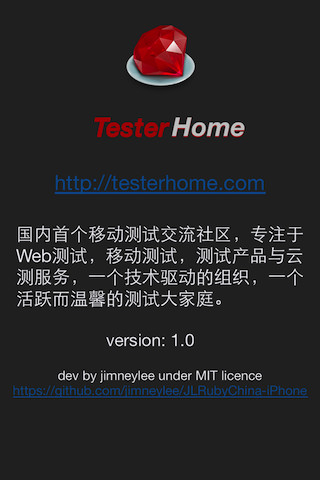 TesterHome
http://testerhome.com
国内首个移动测试交流社区，专注于
Web测试，移动测试，测试产品与云
测服务，一个技术驱动的组织，一个
活跃而温馨的测试大家庭。
version: 1.0
dev by jimneylee under MIT licence
https://github.com/jimneylee/JLRubyChina-iPhone